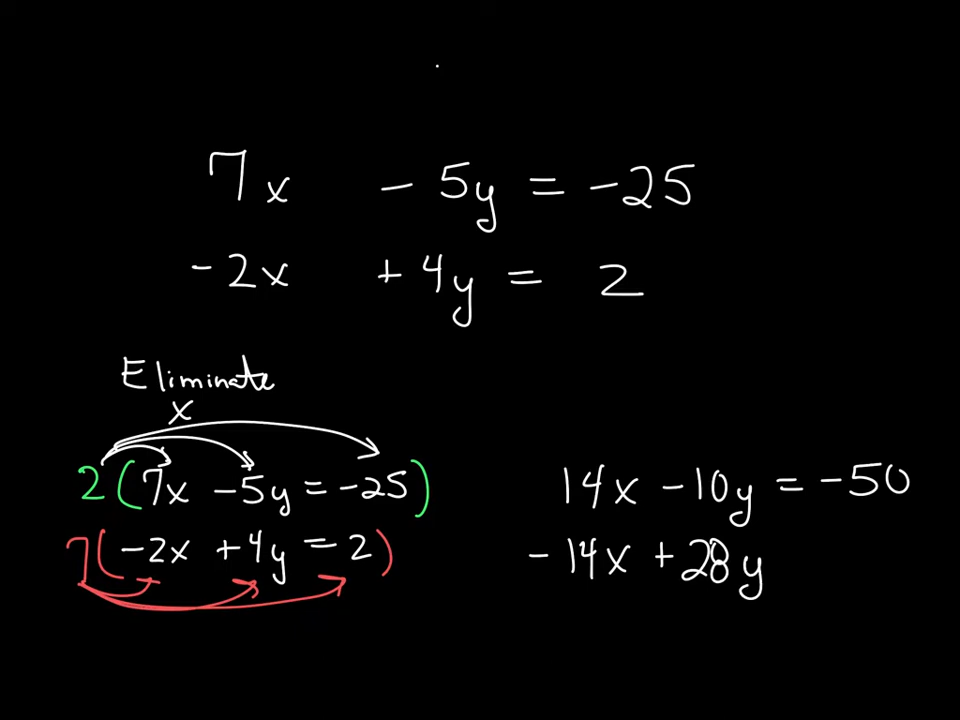 7x - 5y = -25
-2x + 4y = 2
Eliminate
x
2(7x - 5y = -25)
14x - 10y = -50
7(-2x + 4y = 2)
-14x + 28y